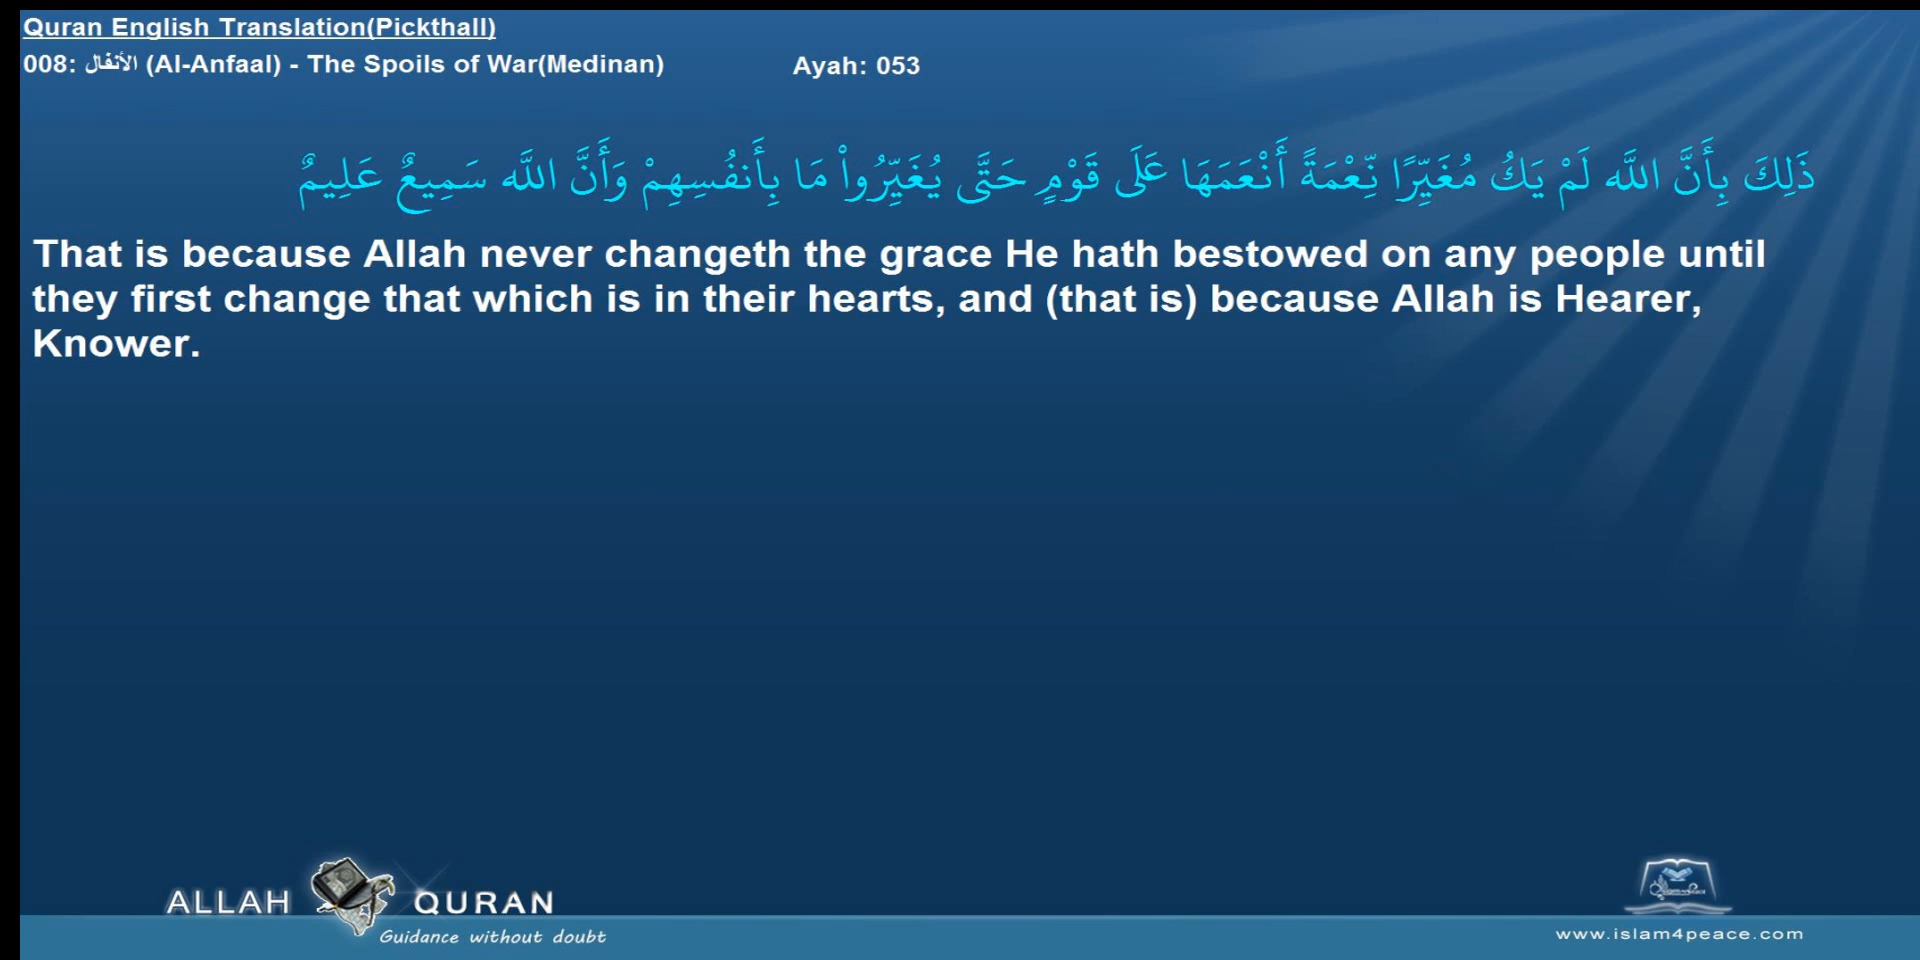 Quran English Translation(Pickthall)
008: الأنفال (Al-Anfaal) - The Spoils of War(Medinan) Ayah: 053
ذَلِكَ بِأَنَّ اللَّه لَمْ يَكُ مُغَيِّرًا نِّعْمَةً أَنْعَمَهَا عَلَى قَوْمٍ حَتَّى يُغَيِّرُواْ مَا بِأَنفُسِهِمْ وَأَنَّ اللَّه سَمِيعٌ عَلِيمٌ
That is because Allah never changeth the grace He hath bestowed on any people until
they first change that which is in their hearts, and (that is) because Allah is Hearer,
Knower.
ALLAH QURAN
Guidance without doubt
www.islam4peace.com